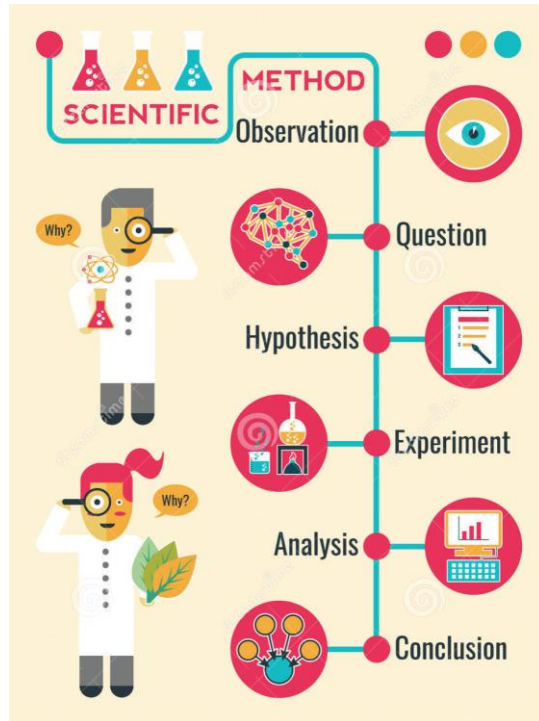 SCIENTIFIC
METHOD
Observation
Why?
Question
Hypothesis
Experiment
Why?
Analysis
Conclusion